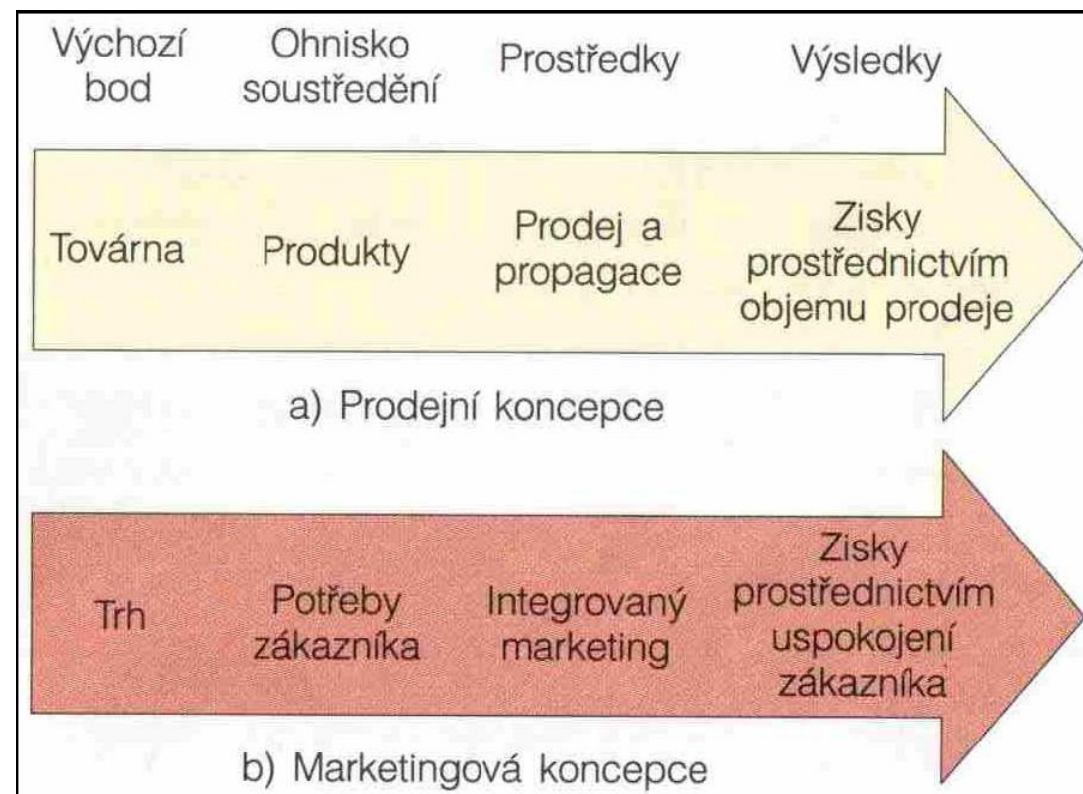 Výchozí
bod
Ohnisko
soustředění
Prostředky
Výsledky
Továrna
Produkty
Prodej a
propagace
Zisky
prostřednictvím
objemu prodeje
a) Prodejní koncepce
Trh
Potřeby
zákazníka
Integrovaný
marketing
Zisky
prostřednictvím
uspokojení
zákazníka
b) Marketingová koncepce